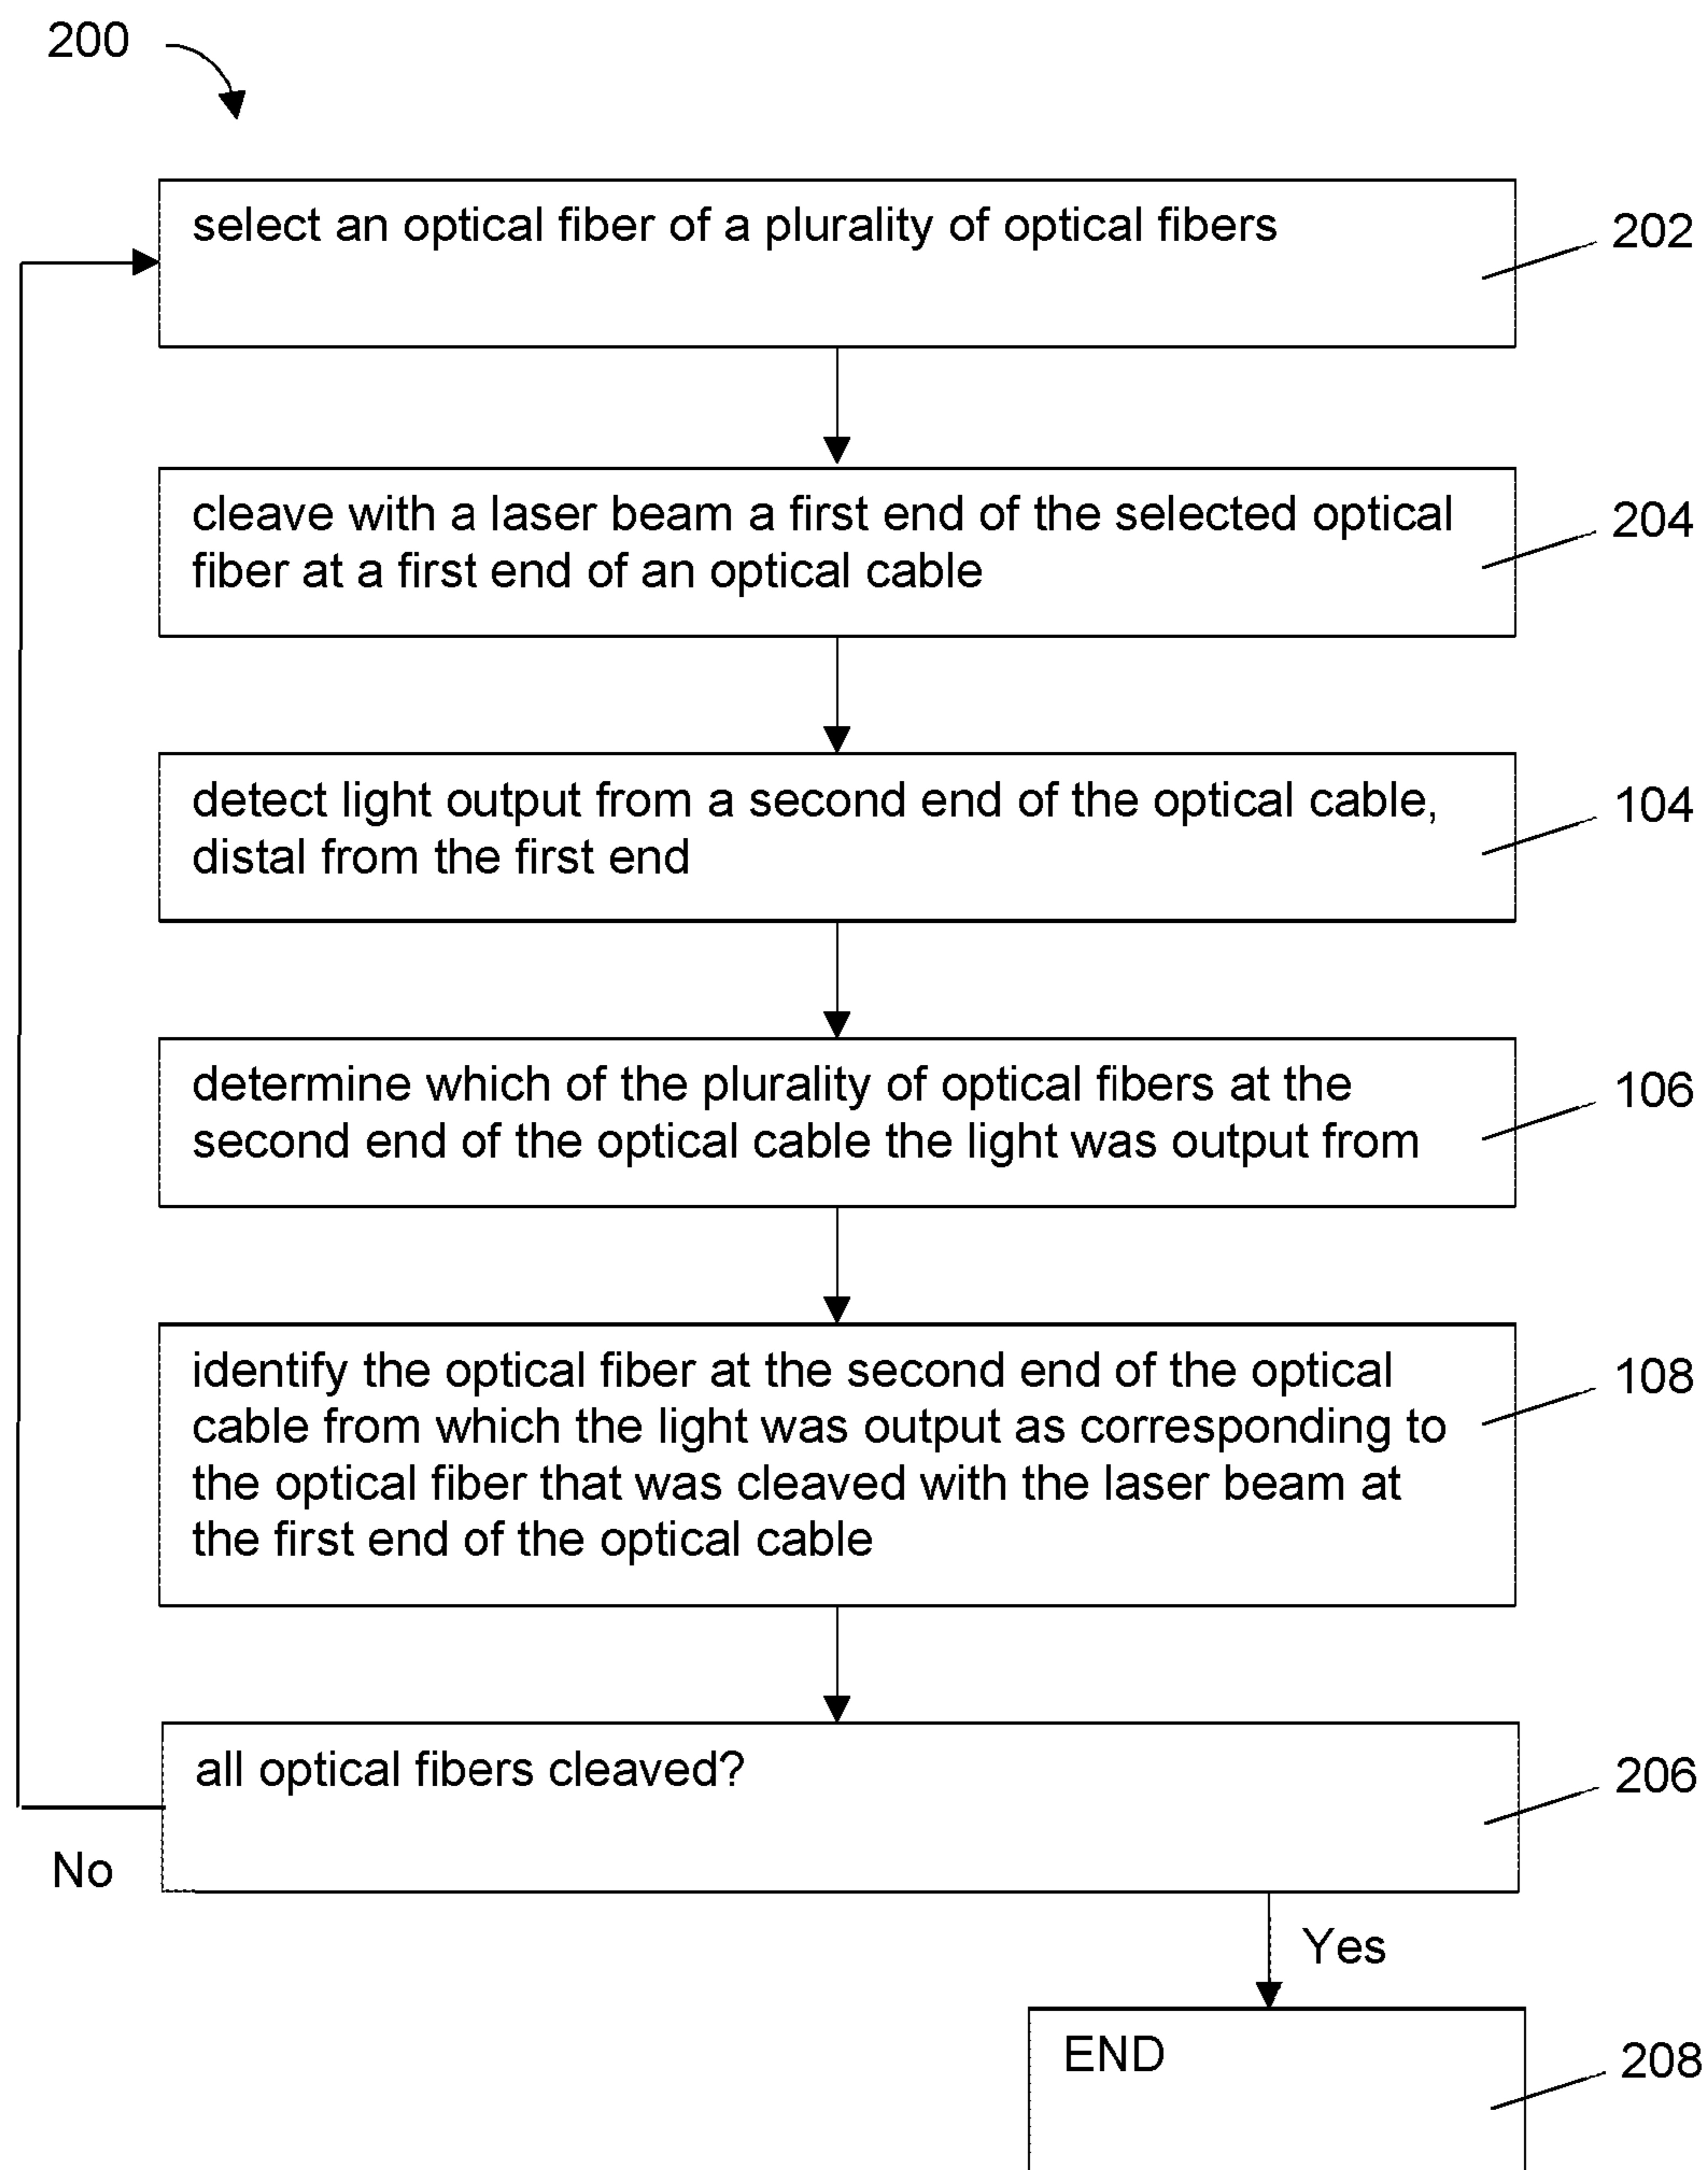 200
select an optical fiber of a plurality of optical fibers
202
cleave with a laser beam a first end of the selected optical
fiber at a first end of an optical cable
204
detect light output from a second end of the optical cable,
distal from the first end
104
determine which of the plurality of optical fibers at the
second end of the optical cable the light was output from
106
identify the optical fiber at the second end of the optical
cable from which the light was output as corresponding to
the optical fiber that was cleaved with the laser beam at
the first end of the optical cable
108
all optical fibers cleaved?
206
No
Yes
END
208